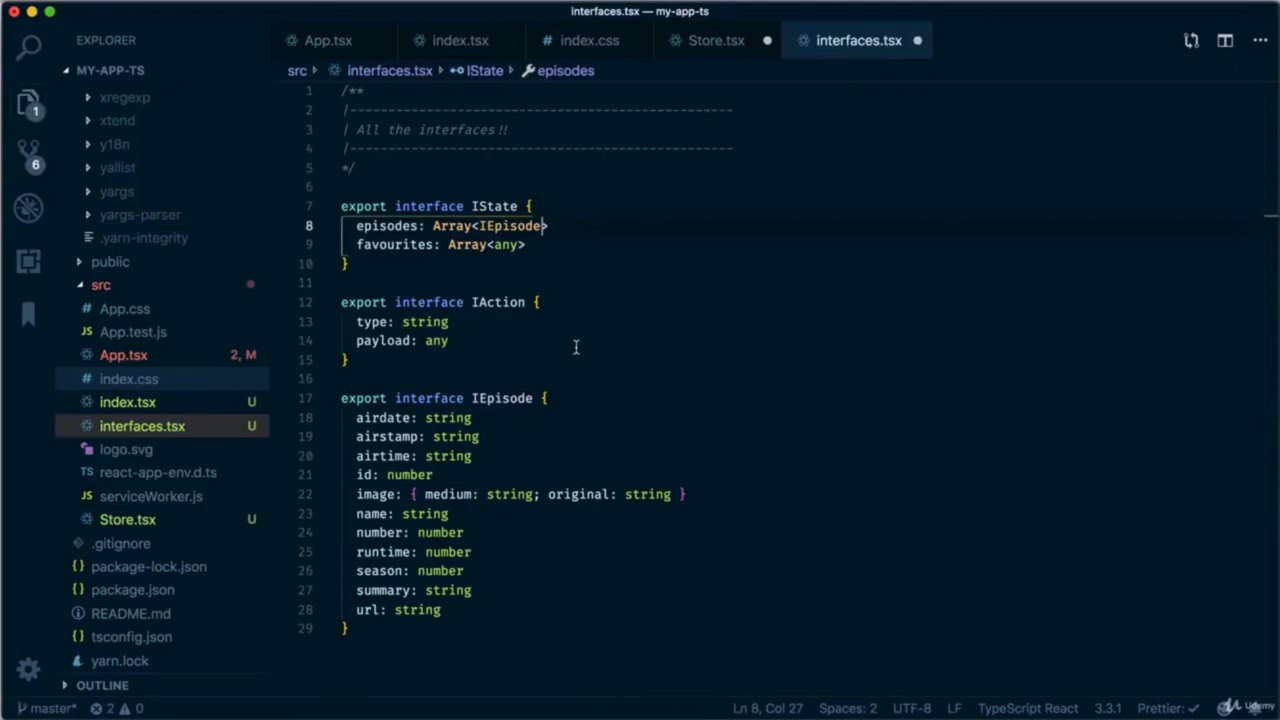 interfaces.tsx — my-app-ts
EXPLORER
App.tsx
index.tsx
# index.css
Store.tsx
interfaces.tsx
MY-APP-TS
src
interfaces.tsx
IState
episodes
xregexp
xtend
y18n
yallist
yargs
yargs-parser
.yarn-integrity
public
src
# App.css
JS App.test.js
App.tsx 2, M
# index.css
index.tsx U
interfaces.tsx U
logo.svg
TS react-app-env.d.ts
JS serviceWorker.js
Store.tsx U
.gitignore
{} package-lock.json
{} package.json
README.md
{} tsconfig.json
yarn.lock
OUTLINE
1
6
1 /**
2 |--------------------------------------------------
3 | All the interfaces!!
4 |--------------------------------------------------
5 */
6
7 export interface IState {
8 episodes: Array<IEpisode>
9 favourites: Array<any>
10 }
11
12 export interface IAction {
13 type: string
14 payload: any
15 }
16
17 export interface IEpisode {
18 airdate: string
19 airstamp: string
20 airtime: string
21 id: number
22 image: { medium: string; original: string }
23 name: string
24 number: number
25 runtime: number
26 season: number
27 summary: string
28 url: string
29 }
master* 2 0
Ln 8, Col 27 Spaces: 2 UTF-8 LF TypeScript React 3.3.1 Prettier: ✓
Udemy